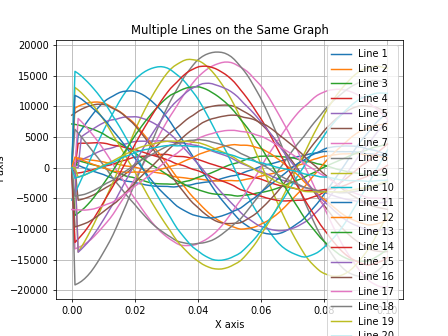 Multiple Lines on the Same Graph
20000
15000
10000
5000
0
−5000
−10000
−15000
−20000
0.00
0.02
0.04
0.06
X axis
Line 1
Line 2
Line 3
Line 4
Line 5
Line 6
Line 7
Line 8
Line 9
Line 10
Line 11
Line 12
Line 13
Line 14
Line 15
Line 16
Line 17
Line 18
Line 19
Line 20